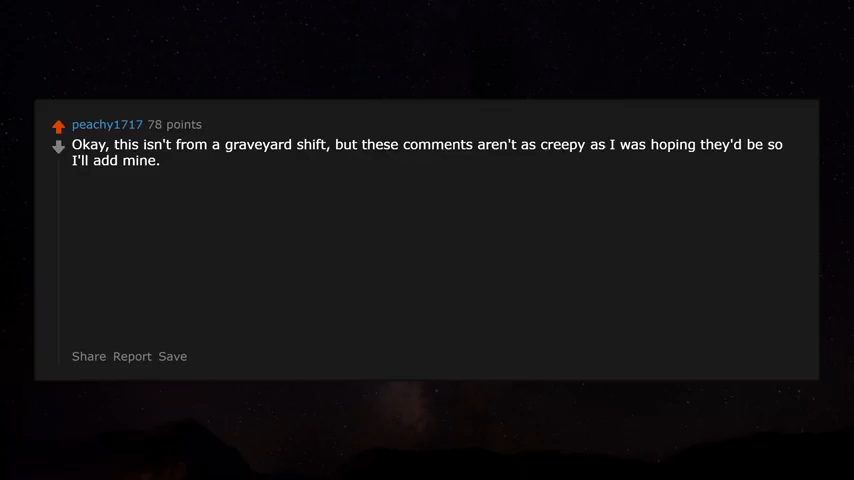 peachy1717 78 points
Okay, this isn't from a graveyard shift, but these comments aren't as creepy as I was hoping they'd be so
I'll add mine.
Share Report Save